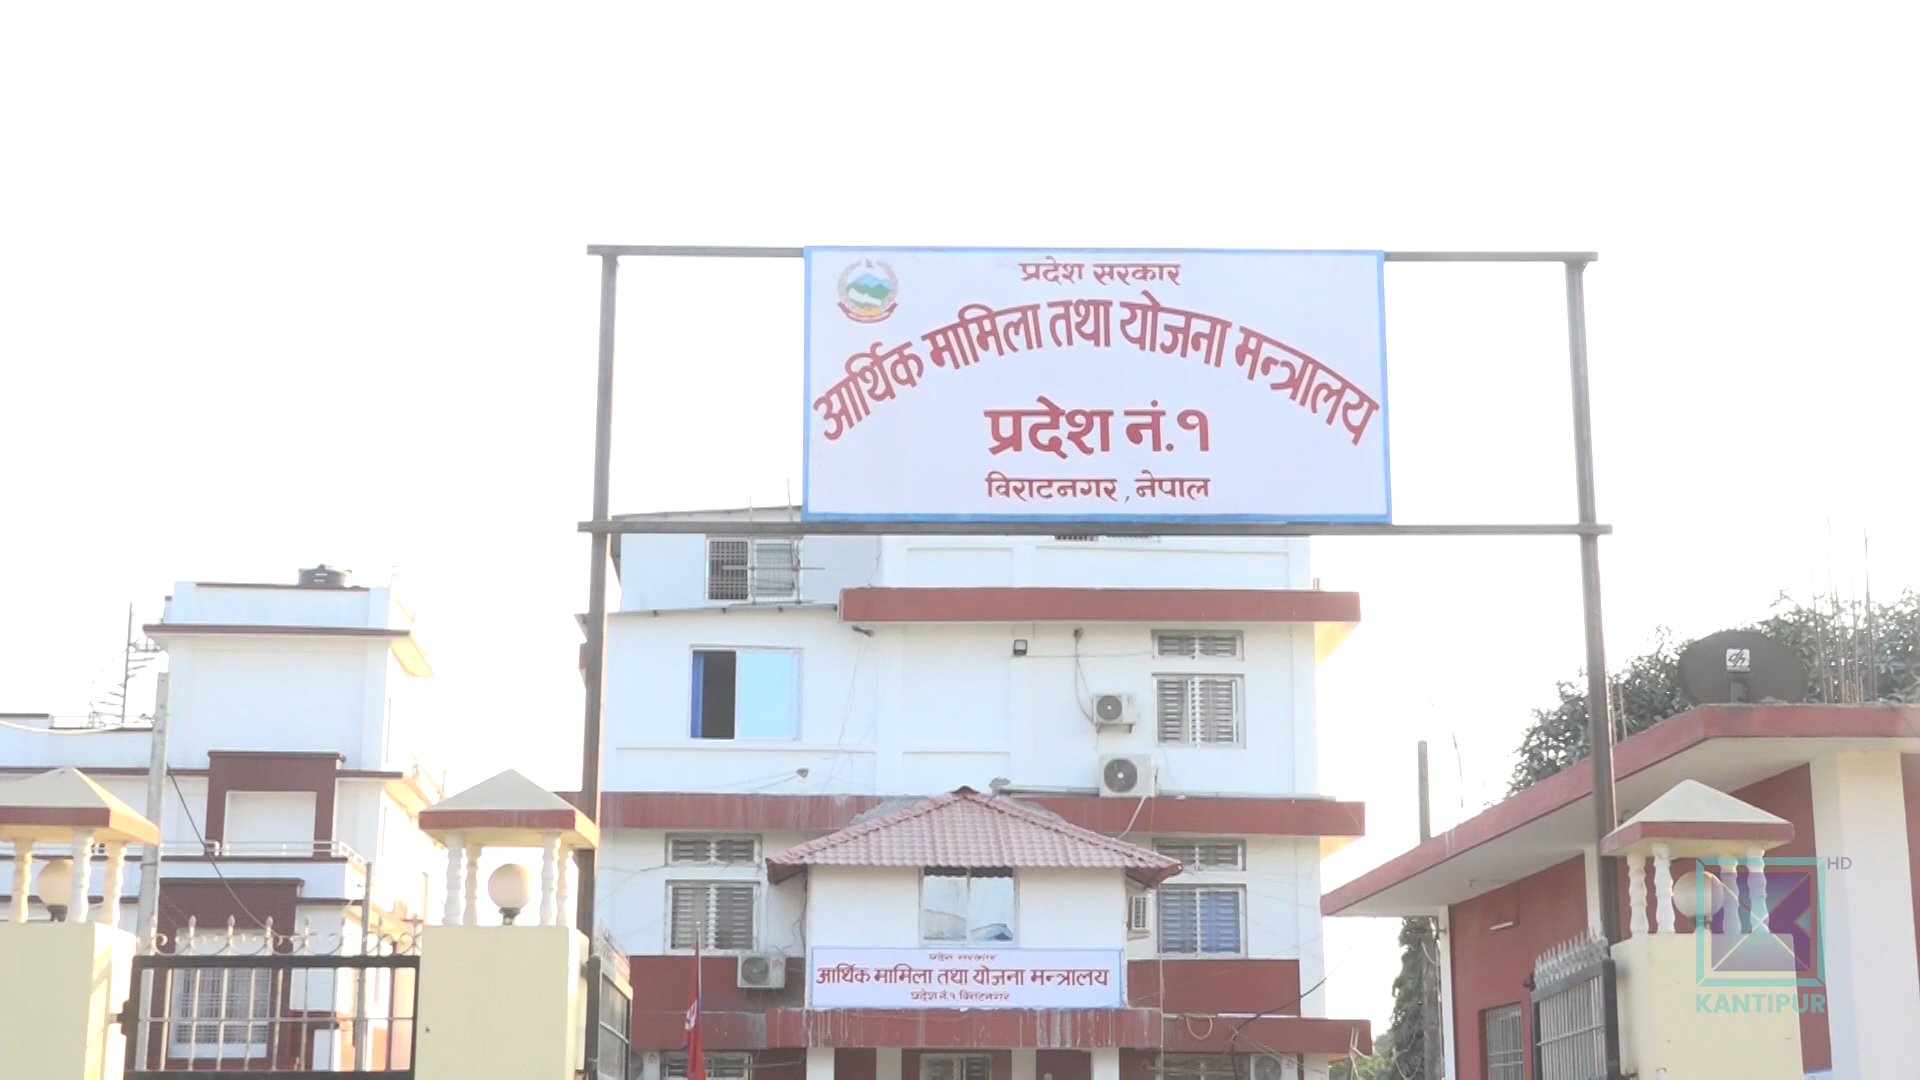 प्रदेश सरकार
आर्थिक मामिला तथा योजना मन्त्रालय
प्रदेश नं.१
विराटनगर, नेपाल
प्रदेश सरकार
आर्थिक मामिला तथा योजना मन्त्रालय
प्रदेश नं.१ विराटनगर
HD
KANTIPUR